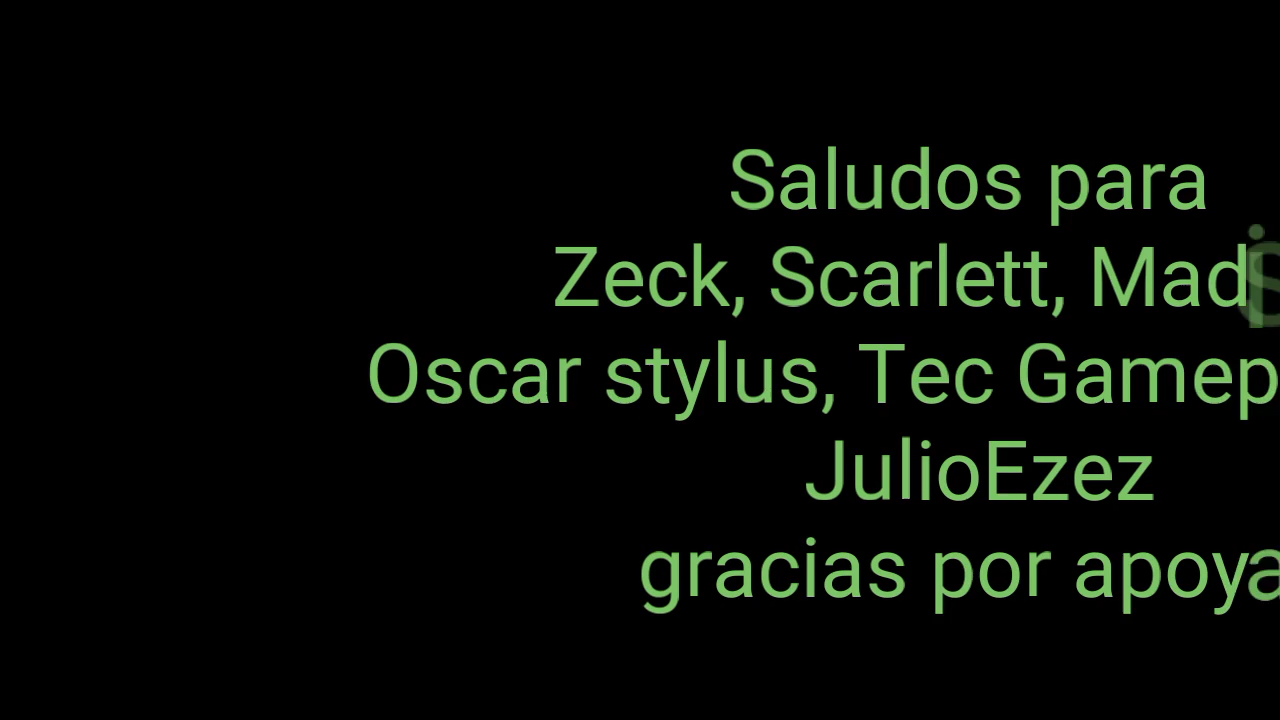 Saludos para
Zeck, Scarlett, Mad
Oscar stylus, Tec Gamep
JulioEzez
gracias por apoya